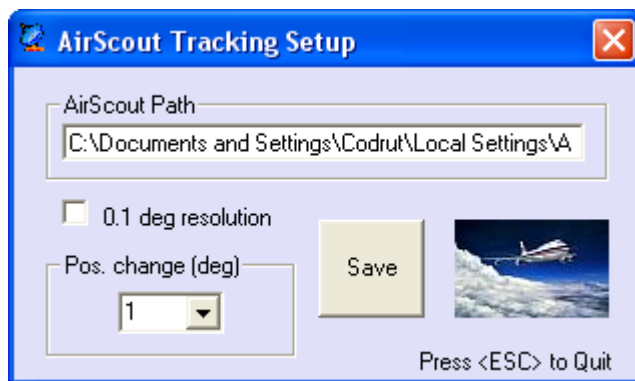 AirScout Tracking Setup
AirScout Path
C:\Documents and Settings\Codrut\Local Settings\A
0.1 deg resolution
Pos. change (deg)
1
Save
Press <ESC> to Quit